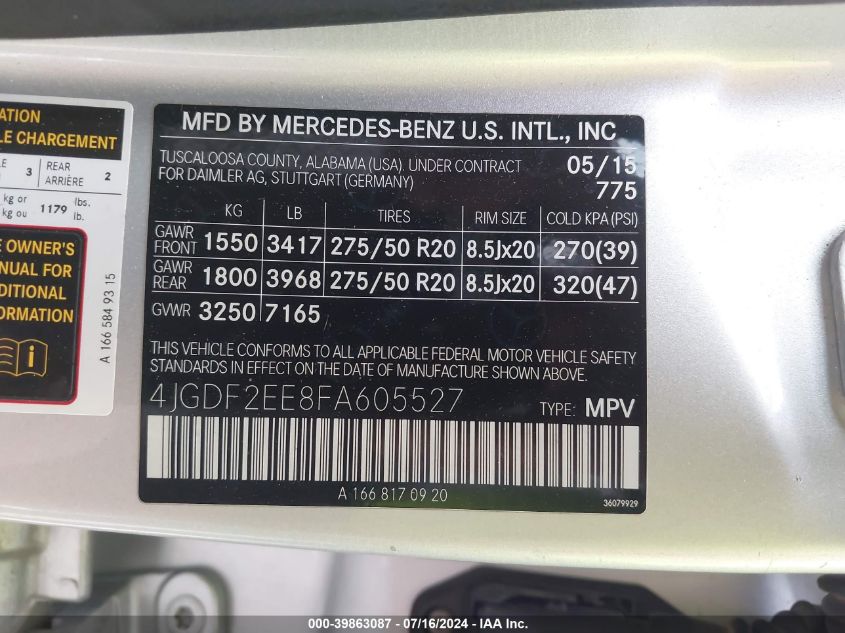 ATION
LE CHARGEMENT
LE 3 REAR 2
ARRIÈRE
kg or lbs.
kg ou 1179 lb.
E OWNER'S
NUAL FOR
DITIONAL
ORMATION
i
A 166 584 93 15
MFD BY MERCEDES-BENZ U.S. INTL., INC
TUSCALOOSA COUNTY, ALABAMA (USA). UNDER CONTRACT 05/15
FOR DAIMLER AG, STUTTGART (GERMANY) 775
KG LB TIRES RIM SIZE COLD KPA (PSI)
GAWR FRONT 1550 3417 275/50 R20 8.5Jx20 270(39)
GAWR REAR 1800 3968 275/50 R20 8.5Jx20 320(47)
GVWR 3250 7165
THIS VEHICLE CONFORMS TO ALL APPLICABLE FEDERAL MOTOR VEHICLE SAFETY
STANDARDS IN EFFECT ON THE DATE OF MANUFACTURE SHOWN ABOVE.
4JGDF2EE8FA605527 TYPE: MPV
A 166 817 09 20
36079929
000-39863087 / 07/16/2024 - IAA Inc.